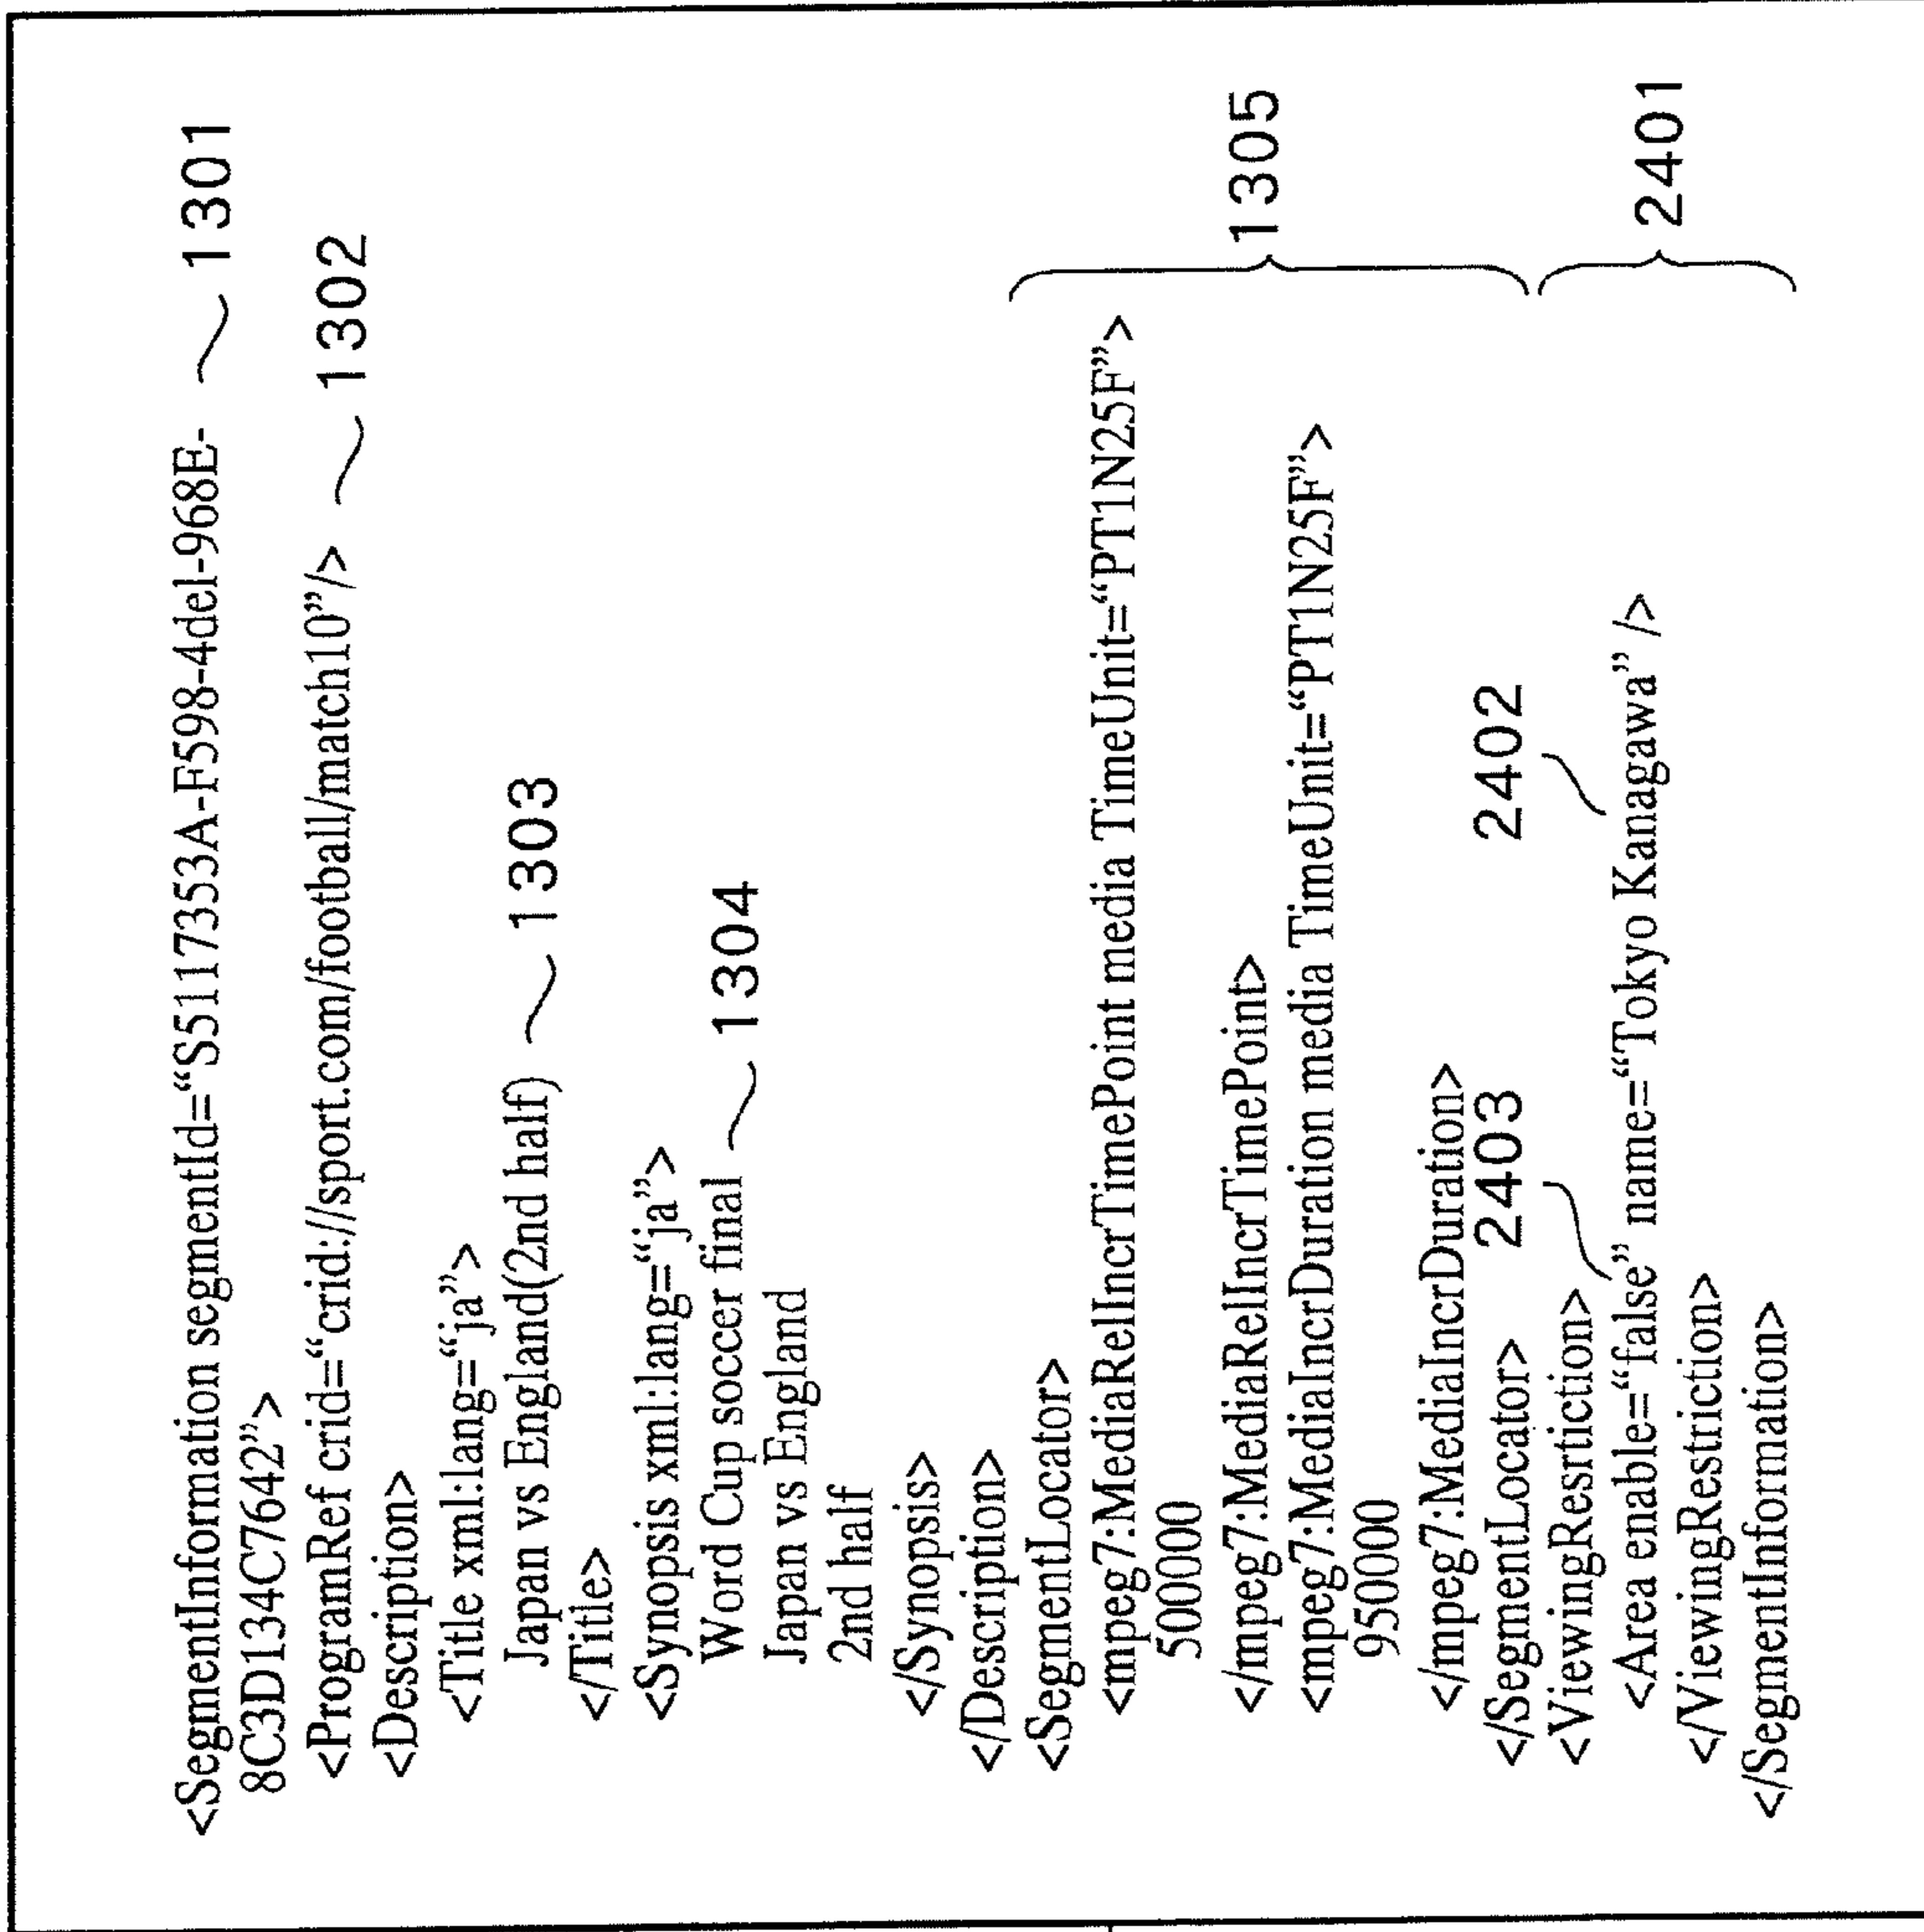 <SegmentInformation segmentId=“S5117353A-F598-4del-968E- 1301
8C3D134C7642”>
<ProgramRef crid=“crid://sport.com/football/match10”/> 1302
<Description>
<Title xml:lang=“ja”>
Japan vs England(2nd half) 1303
</Title>
<Synopsis xml:lang=“ja”>
Word Cup soccer final 1304
Japan vs England
2nd half
</Synopsis>
</Description>
<SegmentLocator>
<mpeg7:MediaRelIncrTimePoint media TimeUnit=“PT1N25F”>
500000
</mpeg7:MediaRelIncrTimePoint>
1305
<mpeg7:MediaIncrDuration media TimeUnit=“PT1N25F”>
950000
</mpeg7:MediaIncrDuration>
</SegmentLocator> 2403 2402
<ViewingResrtiction>
<Area enable=“false” name=“Tokyo Kanagawa” />
2401
</ViewingRestriction>
</SegmentInformation>